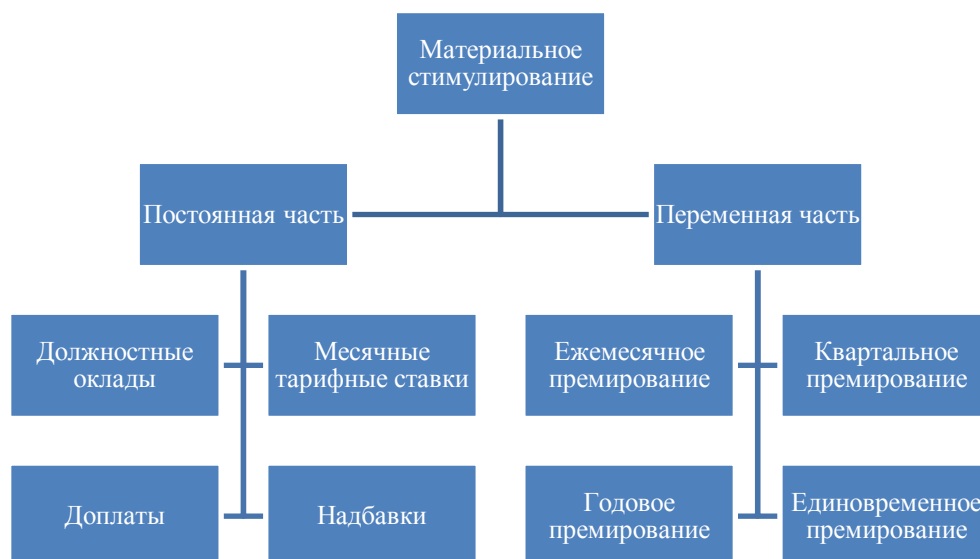 Материальное
стимулирование
Постоянная часть
Переменная часть
Должностные
оклады
Месячные
тарифные ставки
Ежемесячное
премирование
Квартальное
премирование
Доплаты
Надбавки
Годовое
премирование
Единовременное
премирование